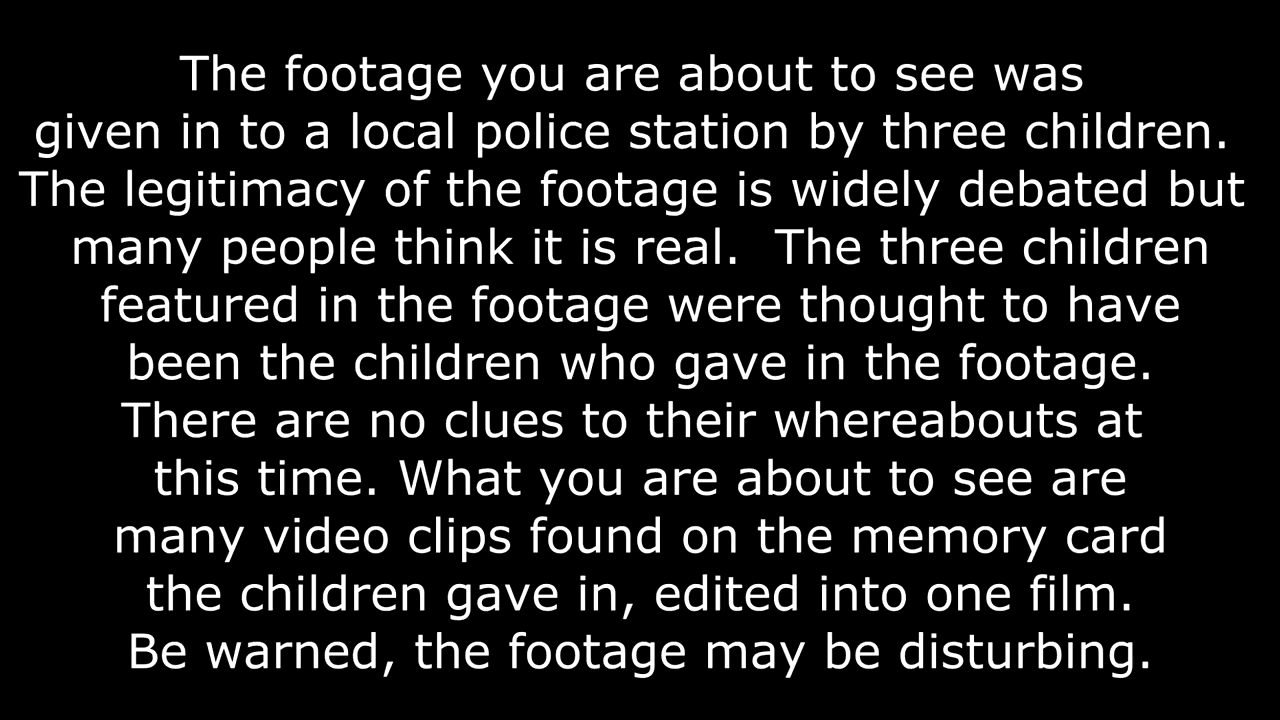 The footage you are about to see was
given in to a local police station by three children.
The legitimacy of the footage is widely debated but
many people think it is real.  The three children
featured in the footage were thought to have
been the children who gave in the footage.
There are no clues to their whereabouts at
this time. What you are about to see are
many video clips found on the memory card
the children gave in, edited into one film.
Be warned, the footage may be disturbing.